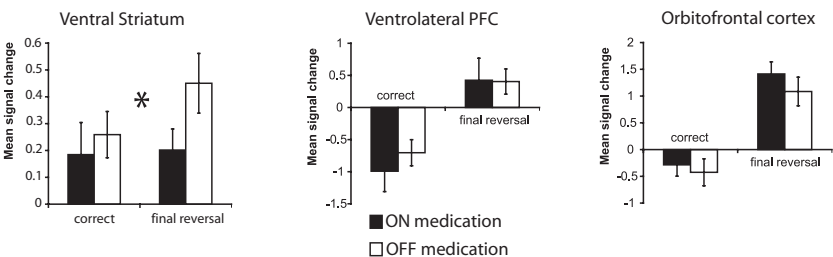 Ventral Striatum
Mean signal change
0.6
0.5
0.4
0.3
0.2
0.1
0
*
correct
final reversal
Ventrolateral PFC
Mean signal change
1
0,5
0
-0.5
-1
-1.5
correct
final reversal
ON medication
OFF medication
Orbitofrontal cortex
Mean signal change
2
1.5
1
0.5
0
-0.5
-1
correct
final reversal